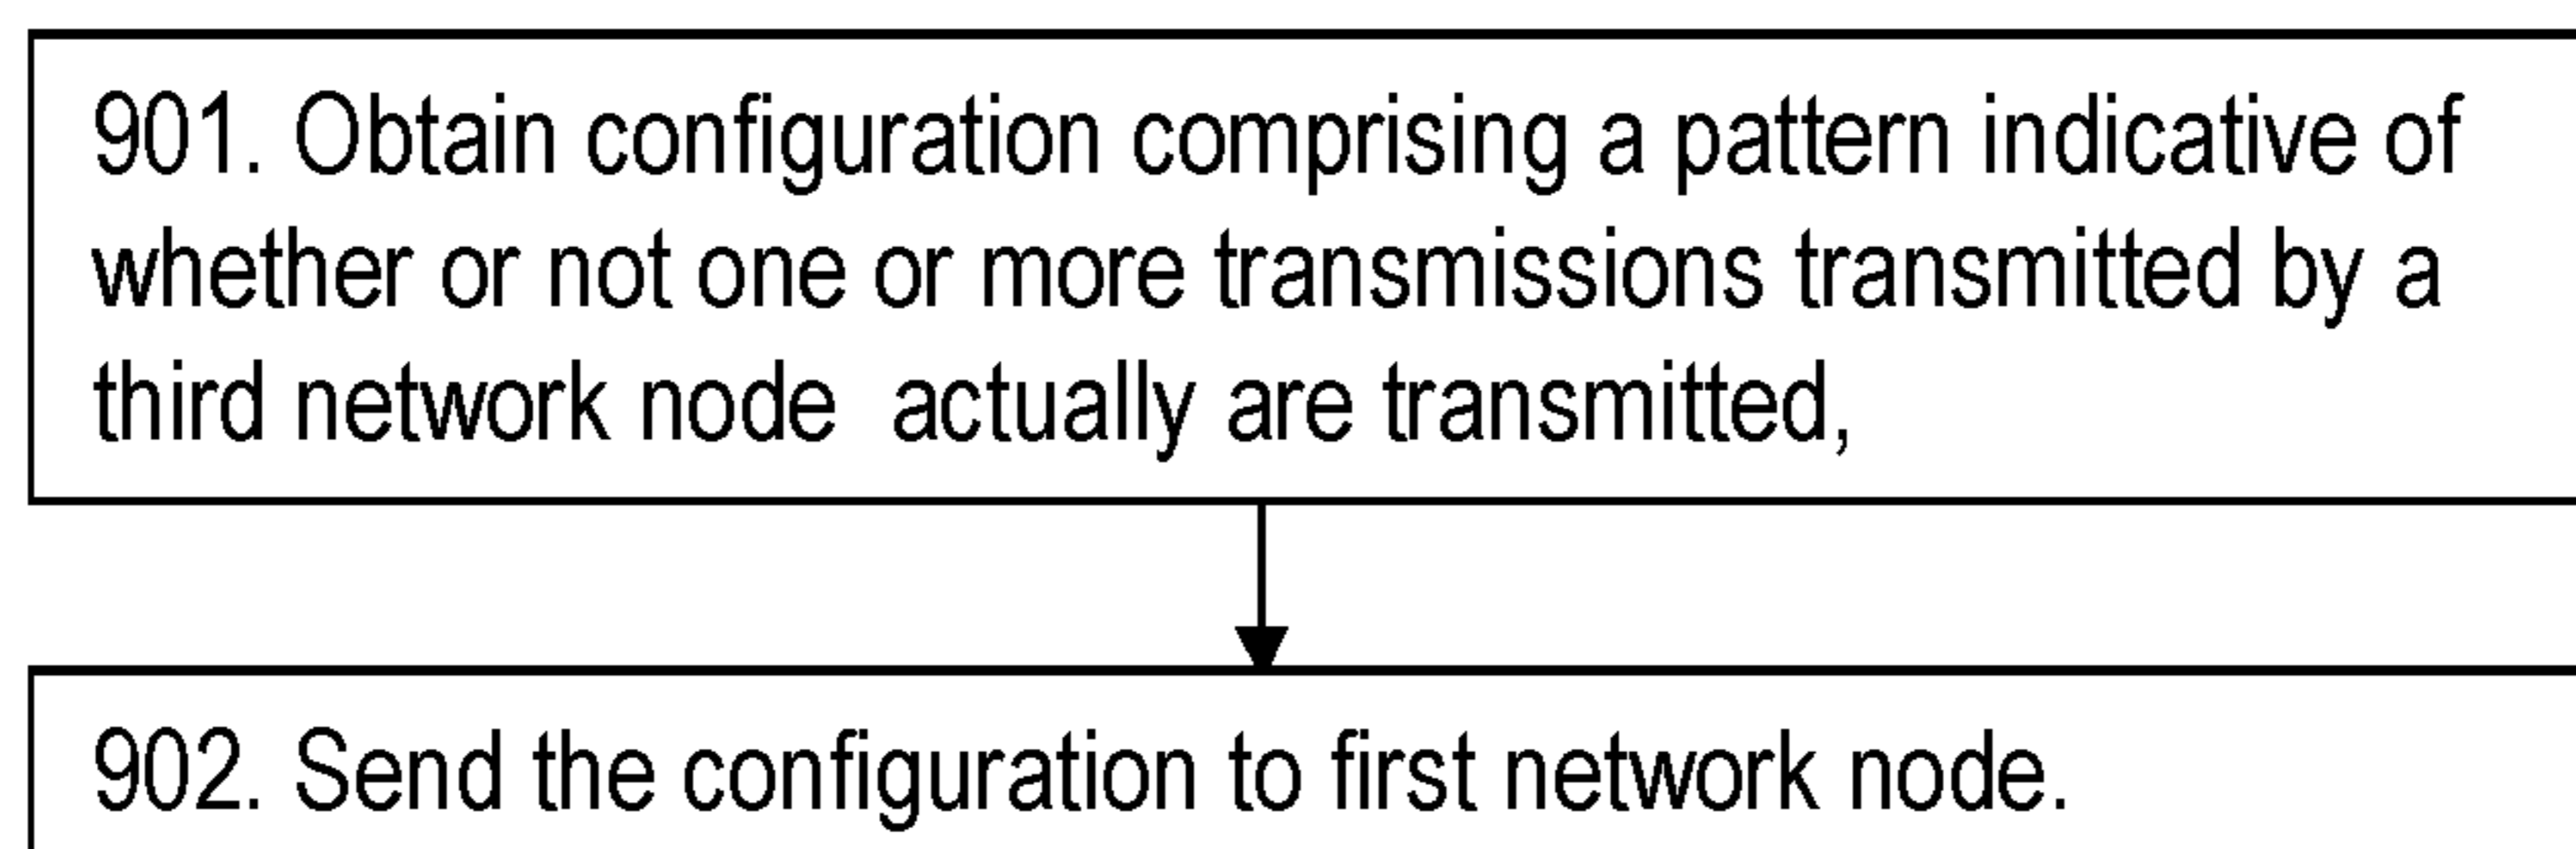 901. Obtain configuration comprising a pattern indicative of
whether or not one or more transmissions transmitted by a
third network node  actually are transmitted,
902. Send the configuration to first network node.